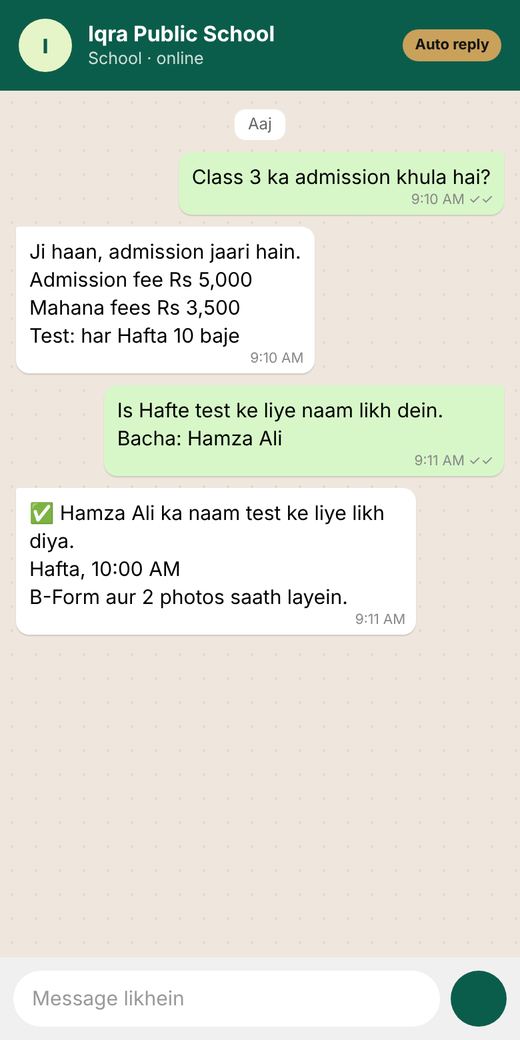 I
Iqra Public School
School · online
Auto reply
Aaj
Class 3 ka admission khula hai?
9:10 AM ✓✓
Ji haan, admission jaari hain.
Admission fee Rs 5,000
Mahana fees Rs 3,500
Test: har Hafta 10 baje
9:10 AM
Is Hafte test ke liye naam likh dein.
Bacha: Hamza Ali
9:11 AM ✓✓
✅ Hamza Ali ka naam test ke liye likh
diya.
Hafta, 10:00 AM
B-Form aur 2 photos saath layein.
9:11 AM
Message likhein